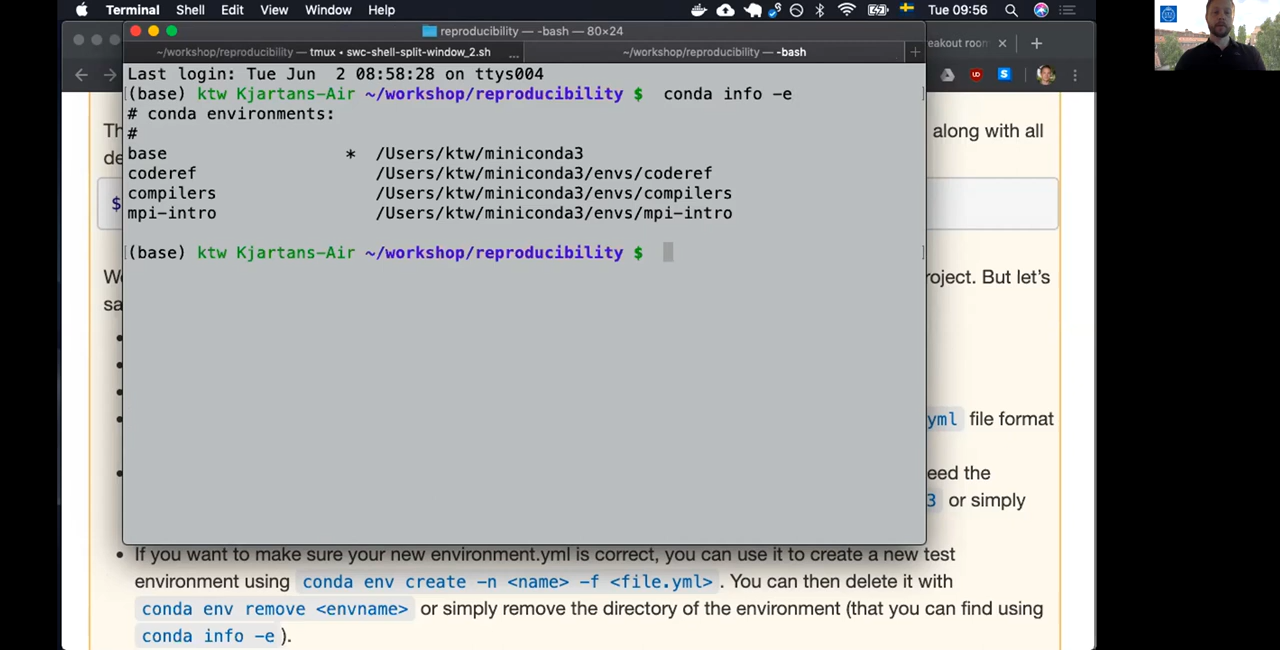 Terminal Shell Edit View Window Help Tue Jun 09:56
reproducibility — -bash — 80×24
~/workshop/reproducibility — tmux • swc-shell-split-window_2.sh ... ~/workshop/reproducibility — -bash +
eakout room × +
Last login: Tue Jun  2 08:58:28 on ttys004
(base) ktw Kjartans-Air ~/workshop/reproducibility $  conda info -e
# conda environments:
#
base                  *  /Users/ktw/miniconda3
coderef                  /Users/ktw/miniconda3/envs/coderef
compilers                /Users/ktw/miniconda3/envs/compilers
mpi-intro                /Users/ktw/miniconda3/envs/mpi-intro
(base) ktw Kjartans-Air ~/workshop/reproducibility $
Th along with all
de
$
We roject. But let's
sa
yml file format
eed the
3 or simply
• If you want to make sure your new environment.yml is correct, you can use it to create a new test
environment using conda env create -n <name> -f <file.yml>. You can then delete it with
conda env remove <envname> or simply remove the directory of the environment (that you can find using
conda info -e).